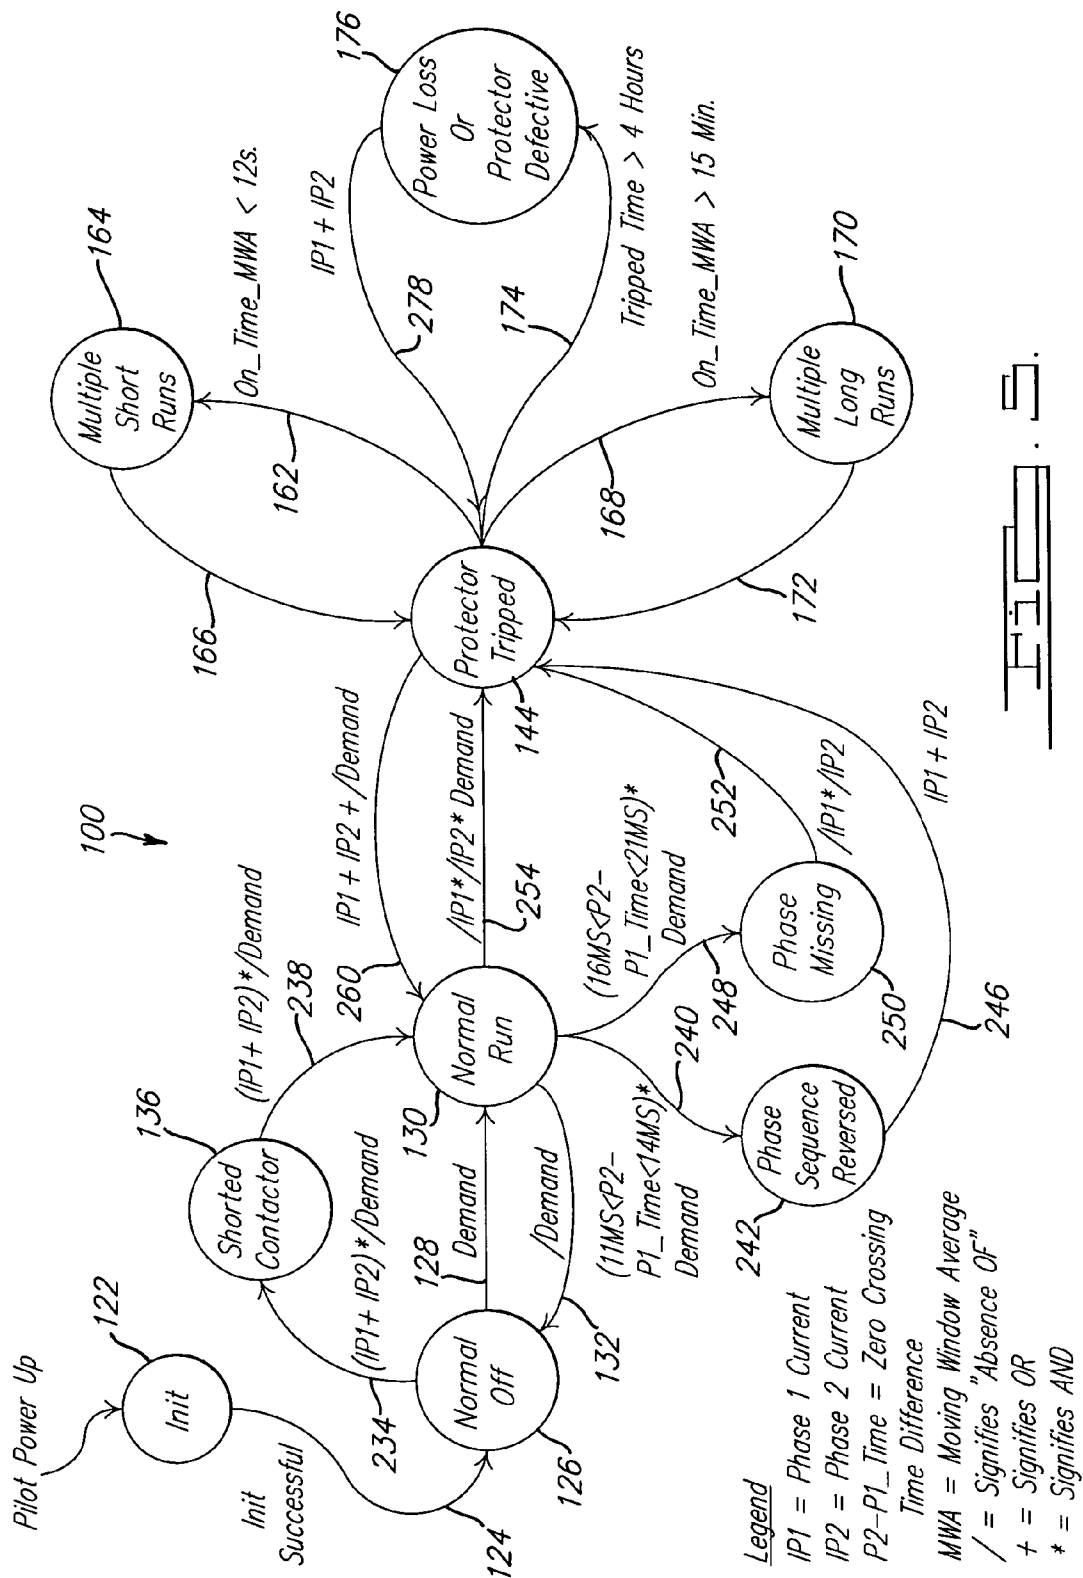 Pilot Power Up
122
Init
Init
Successful
124
Normal
Off
126
234
(IP1+ IP2)*/Demand
136
Shorted
Contactor
(IP1+ IP2)*/Demand
238
128
Demand
/Demand
132
Normal
Run
130
100
260
IP1 + IP2 + /Demand
/IP1*/IP2* Demand
254
(11MS<P2-
P1_Time<14MS)*
Demand
240
(16MS<P2-
P1_Time<21MS)*
Demand
248
Phase
Sequence
Reversed
242
Phase
Missing
250
246
IP1 + IP2
252
/IP1*/IP2
Protector
Tripped
144
166
162
On_Time_MWA < 12s.
Multiple
Short
Runs
164
IP1 + IP2
278
174
Tripped Time > 4 Hours
Power Loss
Or
Protector
Defective
176
168
On_Time_MWA > 15 Min.
172
Multiple
Long
Runs
170
Legend
IP1 = Phase 1 Current
IP2 = Phase 2 Current
P2-P1_Time = Zero Crossing
Time Difference
MWA = Moving Window Average
/ = Signifies "Absence OF"
+ = Signifies OR
* = Signifies AND
Fig. 5.